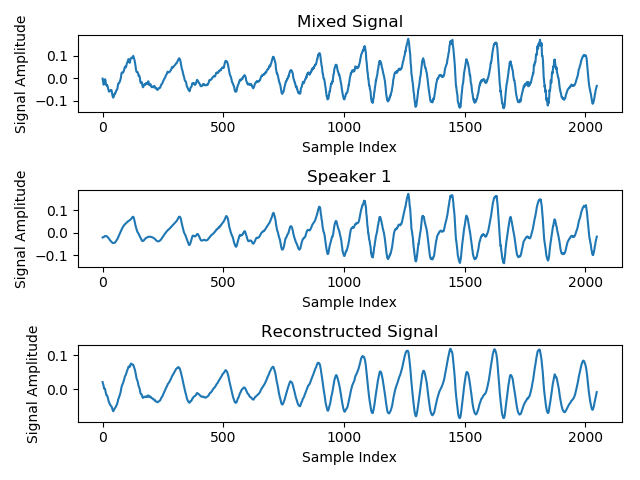 Mixed Signal
Signal Amplitude
0.1
0.0
−0.1
0 500 1000 1500 2000
Sample Index
Speaker 1
Signal Amplitude
0.1
0.0
−0.1
0 500 1000 1500 2000
Sample Index
Reconstructed Signal
Signal Amplitude
0.1
0.0
0 500 1000 1500 2000
Sample Index